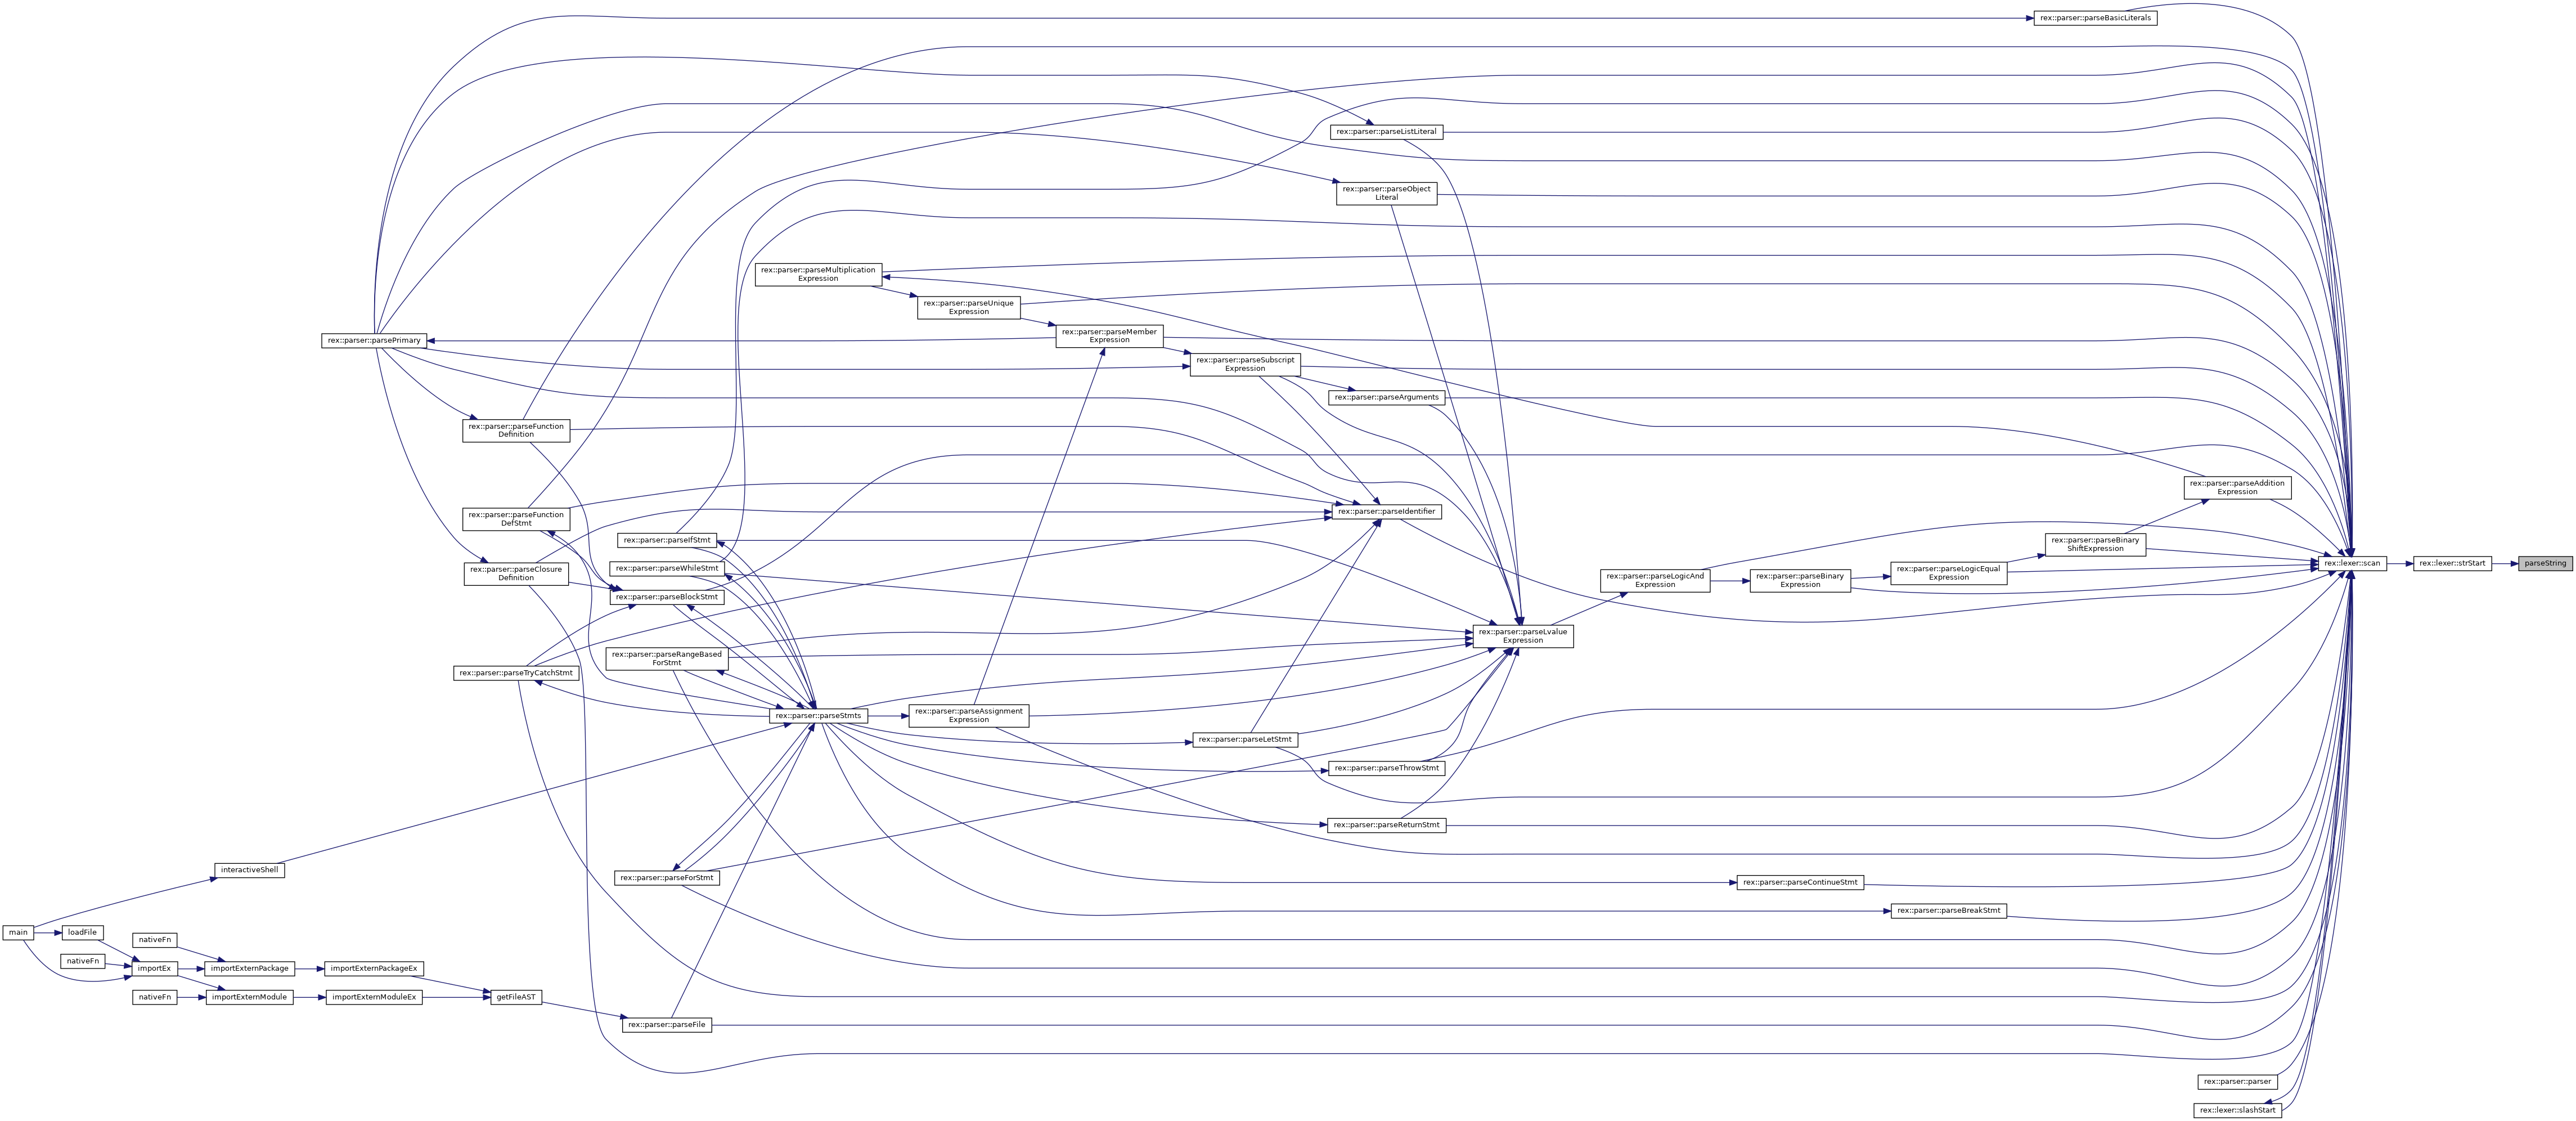 rex::parser::parseBasicLiterals
rex::parser::parseListLiteral
rex::parser::parseObject
Literal
rex::parser::parseMultiplication
Expression
rex::parser::parseUnique
Expression
rex::parser::parseMember
Expression
rex::parser::parsePrimary
rex::parser::parseSubscript
Expression
rex::parser::parseArguments
rex::parser::parseFunction
Definition
rex::parser::parseAddition
Expression
rex::parser::parseFunction
DefStmt
rex::parser::parseIdentifier
rex::parser::parseIfStmt
rex::parser::parseBinary
ShiftExpression
rex::parser::parseWhileStmt
rex::parser::parseClosure
Definition
rex::parser::parseLogicAnd
Expression
rex::parser::parseBinary
Expression
rex::parser::parseLogicEqual
Expression
rex::lexer::scan
rex::lexer::strStart
parseString
rex::parser::parseBlockStmt
rex::parser::parseLvalue
Expression
rex::parser::parseRangeBased
ForStmt
rex::parser::parseTryCatchStmt
rex::parser::parseStmts
rex::parser::parseAssignment
Expression
rex::parser::parseLetStmt
rex::parser::parseThrowStmt
rex::parser::parseReturnStmt
interactiveShell
rex::parser::parseForStmt
rex::parser::parseContinueStmt
rex::parser::parseBreakStmt
main
loadFile
nativeFn
nativeFn
importEx
importExternPackage
importExternPackageEx
nativeFn
importExternModule
importExternModuleEx
getFileAST
rex::parser::parseFile
rex::parser::parser
rex::lexer::slashStart